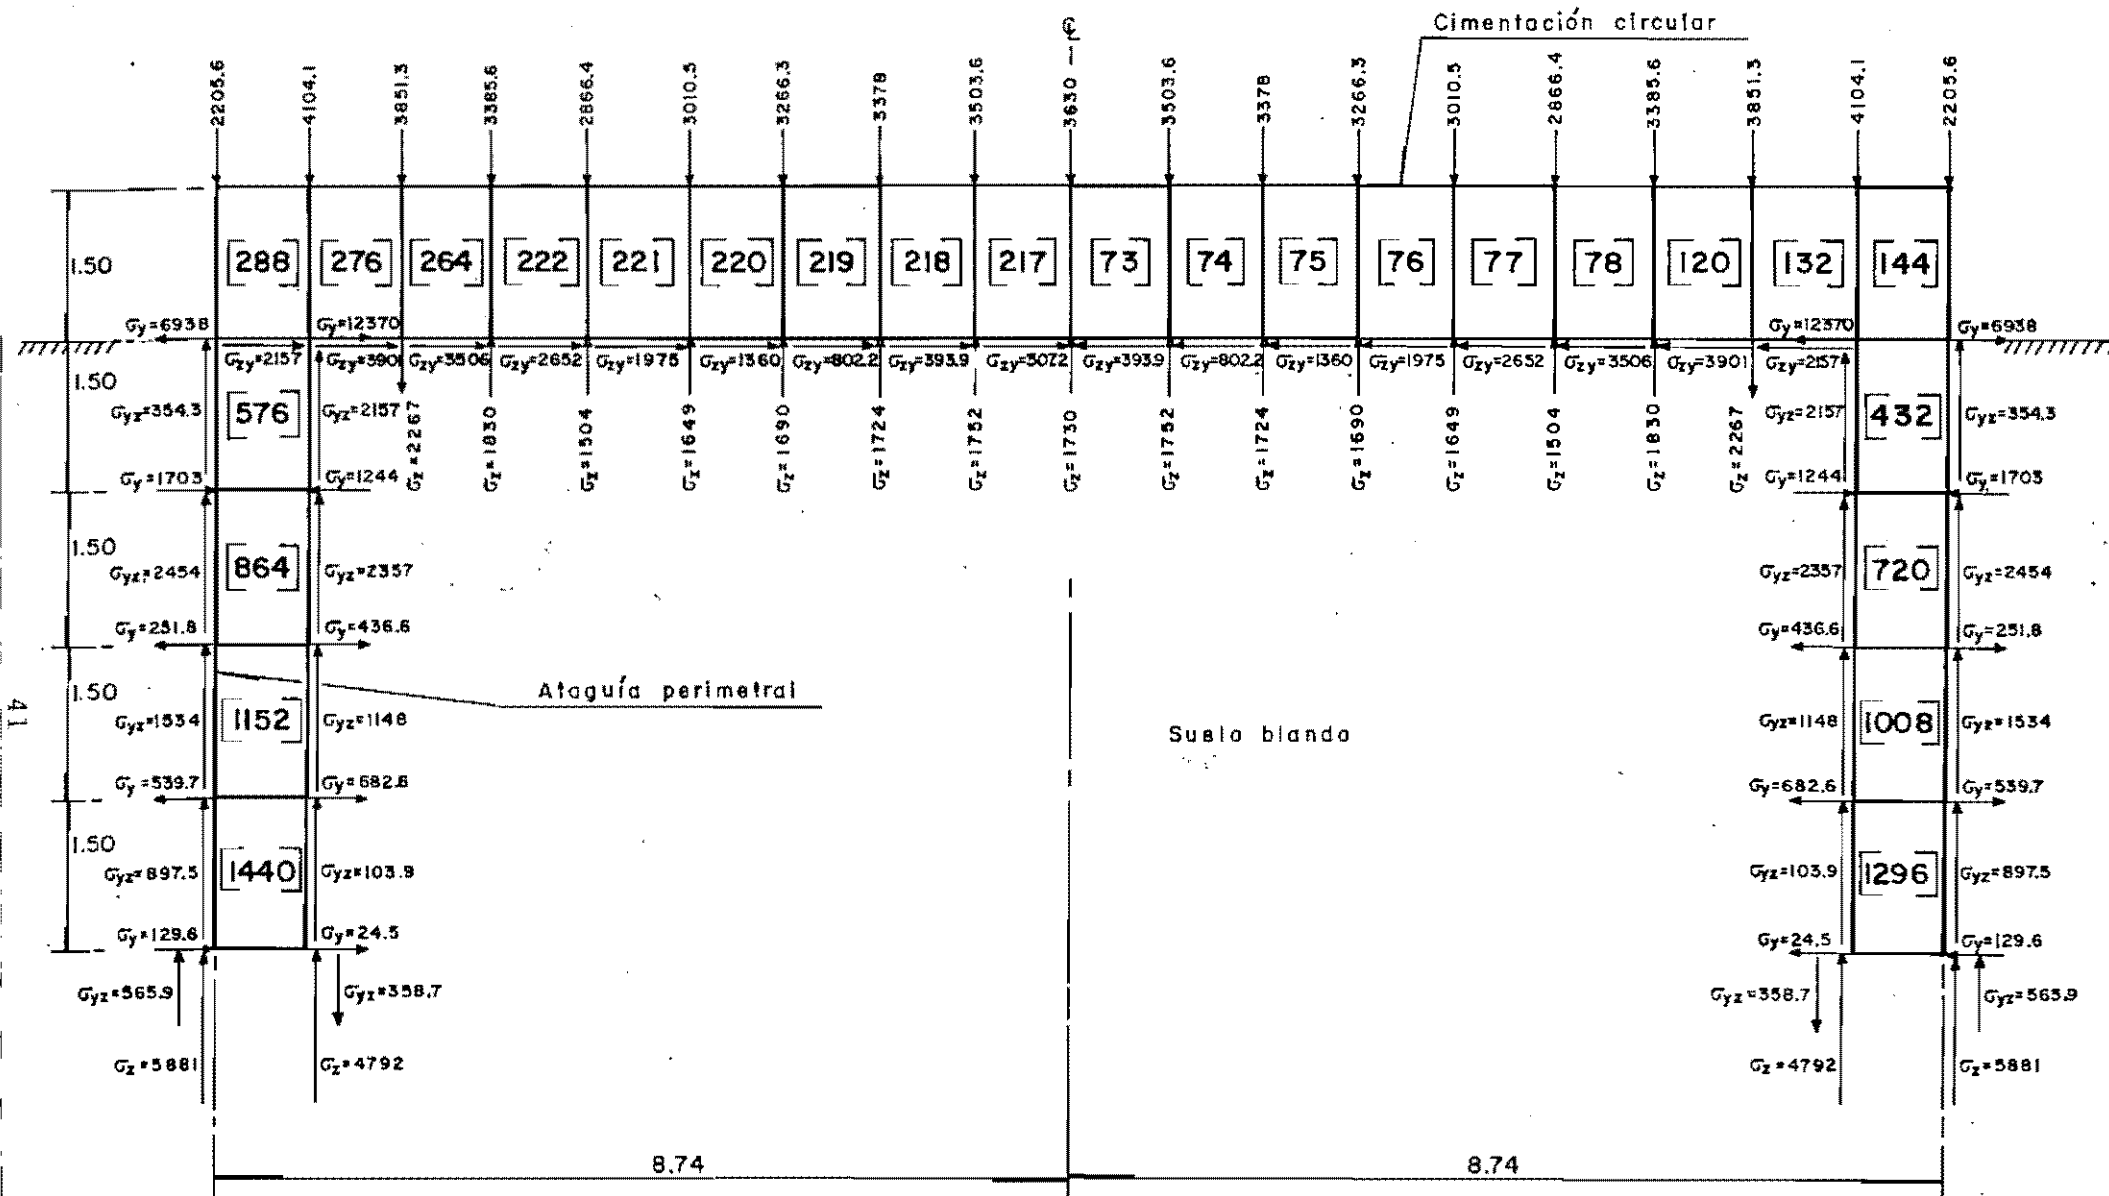 ℄
Cimentación circular
2205.6 4104.1 3851.3 3385.6 2866.4 3010.5 3266.3 3378 3503.6 3630 3503.6 3378 3266.3 3010.5 2866.4 3385.6 3851.3 4104.1 2205.6
1.50 [288] [276] [264] [222] [221] [220] [219] [218] [217] [73] [74] [75] [76] [77] [78] [120] [132] [144]
σy=6938 σy=12370 σy=12370 σy=6938
σzy=2157 σzy=3901 σzy=3506 σzy=2652 σzy=1975 σzy=1360 σzy=802.2 σzy=393.9 σzy=3072 σzy=393.9 σzy=802.2 σzy=1360 σzy=1975 σzy=2652 σzy=3506 σzy=3901 σzy=2157
1.50
σyz=354.3 [576] σyz=2157 σyz=2157 [432] σyz=354.3
σz=2267 σz=1830 σz=1504 σz=1649 σz=1690 σz=1724 σz=1752 σz=1730 σz=1752 σz=1724 σz=1690 σz=1649 σz=1504 σz=1830 σz=2267
σy=1703 σy=1244 σy=1244 σy=1703
1.50
σyz=2454 [864] σyz=2357 σyz=2357 [720] σyz=2454
σy=251.8 σy=436.6 σy=436.6 σy=251.8
1.50 Ataguía perimetral
σyz=1534 [1152] σyz=1148 σyz=1148 [1008] σyz=1534
Suelo blando
41
σy=539.7 σy=682.6 σy=682.6 σy=539.7
1.50
σyz=897.5 [1440] σyz=103.9 σyz=103.9 [1296] σyz=897.5
σy=129.6 σy=24.5 σy=24.5 σy=129.6
σyz=565.9 σyz=358.7 σyz=358.7 σyz=565.9
σz=5881 σz=4792 σz=4792 σz=5881
8.74 8.74